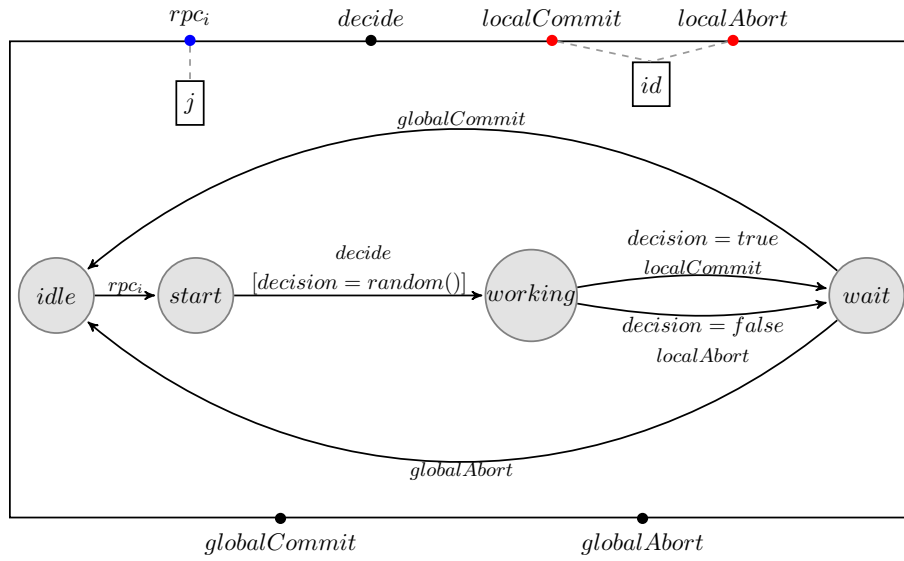 rpc_i
decide
localCommit
localAbort
j
id
globalCommit
decision = true
decide
localCommit
[decision = random()]
idle
rpc_i
start
working
wait
decision = false
localAbort
globalAbort
globalCommit
globalAbort